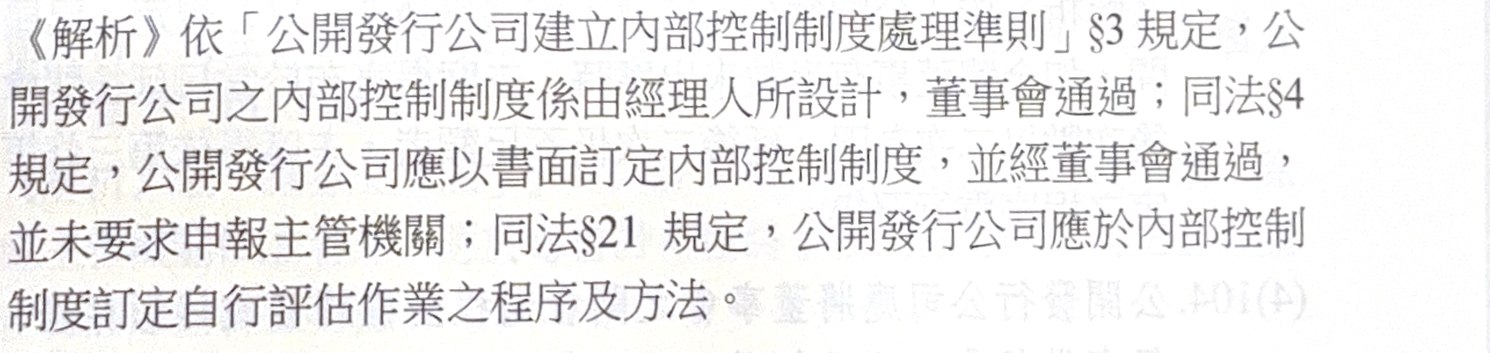 《解析》依「公開發行公司建立內部控制制度處理準則」§3 規定，公
開發行公司之內部控制制度係由經理人所設計，董事會通過；同法§4
規定，公開發行公司應以書面訂定內部控制制度，並經董事會通過，
並未要求申報主管機關；同法§21 規定，公開發行公司應於內部控制
制度訂定自行評估作業之程序及方法。